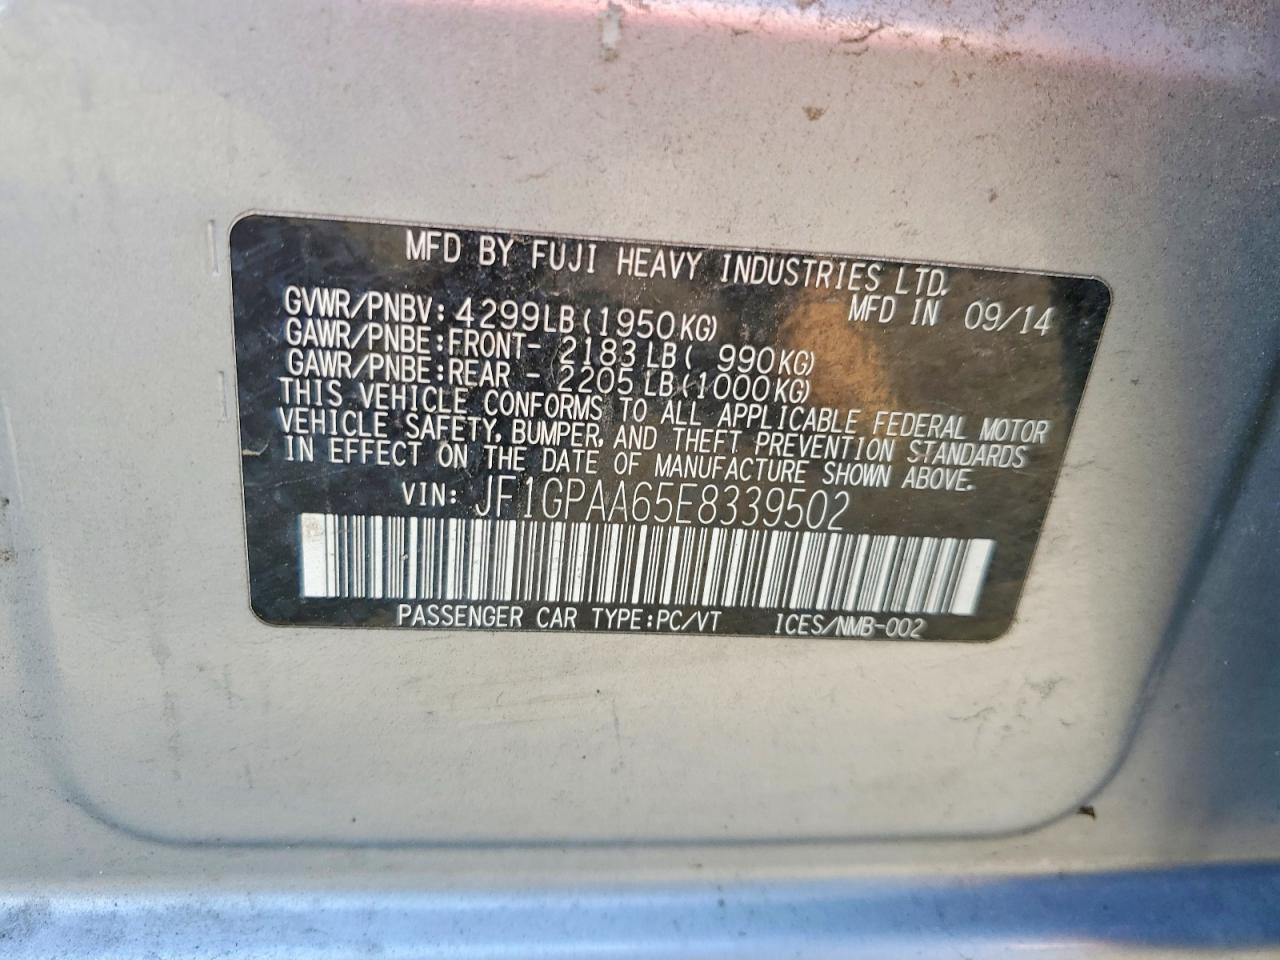 MFD BY FUJI HEAVY INDUSTRIES LTD.
MFD IN 09/14
GVWR/PNBV: 4299LB(1950KG)
GAWR/PNBE:FRONT- 2183LB( 990KG)
GAWR/PNBE:REAR - 2205LB(1000KG)
THIS VEHICLE CONFORMS TO ALL APPLICABLE FEDERAL MOTOR
VEHICLE SAFETY, BUMPER, AND THEFT PREVENTION STANDARDS
IN EFFECT ON THE DATE OF MANUFACTURE SHOWN ABOVE.
VIN: JF1GPAA65E8339502
PASSENGER CAR TYPE:PC/VT ICES/NMB-002